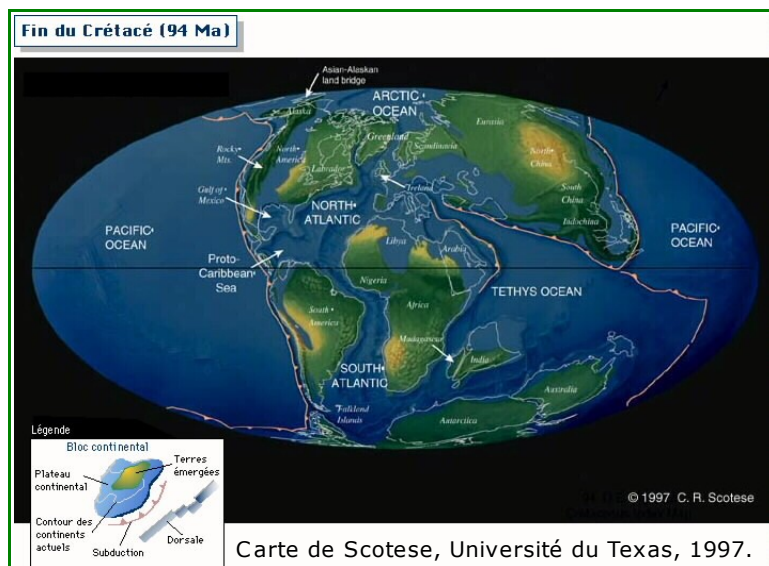 Fin du Crétacé (94 Ma)
Asian-Alaskan
land bridge
ARCTIC
OCEAN
Alaska
Greenland
Eurasia
Scandinavia
Rocky
Mts.
North
America
Labrador
North
China
Gulf of
Mexico
Ireland
South
China
NORTH
ATLANTIC
Indochina
PACIFIC
OCEAN
PACIFIC
OCEAN
Libya
Arabia
Proto-
Caribbean
Sea
Nigeria
TETHYS OCEAN
South
America
Africa
Madagascar
India
SOUTH
ATLANTIC
Australia
Falkland
Islands
Antarctica
Légende
Bloc continental
Terres
émergées
Plateau
continental
Contour des
continents
actuels
Subduction
Dorsale
© 1997 C. R. Scotese
Carte de Scotese, Université du Texas, 1997.